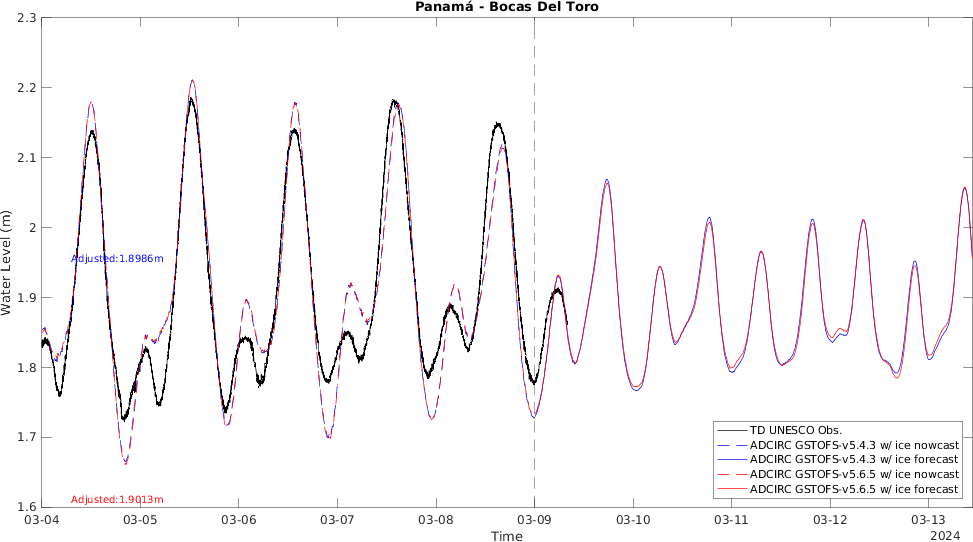 Panamá - Bocas Del Toro
Water Level (m)
2.3
2.2
2.1
2
1.9
1.8
1.7
1.6
Adjusted:1.8986m
Adjusted:1.9013m
TD UNESCO Obs.
ADCIRC GSTOFS-v5.4.3 w/ ice nowcast
ADCIRC GSTOFS-v5.4.3 w/ ice forecast
ADCIRC GSTOFS-v5.6.5 w/ ice nowcast
ADCIRC GSTOFS-v5.6.5 w/ ice forecast
03-04 03-05 03-06 03-07 03-08 03-09 03-10 03-11 03-12 03-13
Time
2024